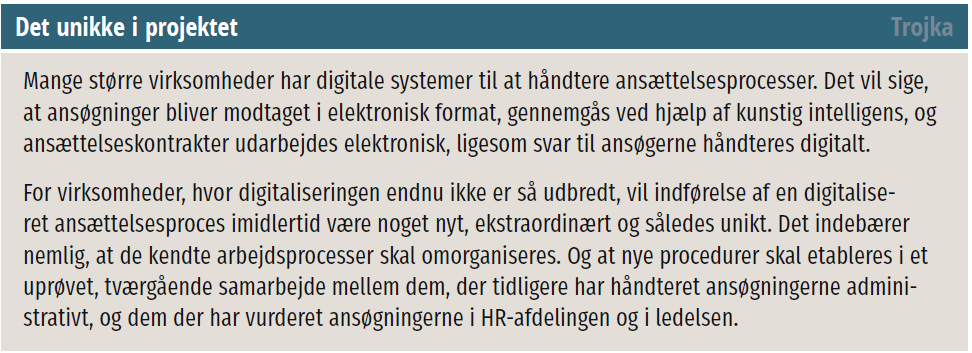 Det unikke i projektet Trojka
Mange større virksomheder har digitale systemer til at håndtere ansættelsesprocesser. Det vil sige,
at ansøgninger bliver modtaget i elektronisk format, gennemgås ved hjælp af kunstig intelligens, og
ansættelseskontrakter udarbejdes elektronisk, ligesom svar til ansøgerne håndteres digitalt.
For virksomheder, hvor digitaliseringen endnu ikke er så udbredt, vil indførelse af en digitalise-
ret ansættelsesproces imidlertid være noget nyt, ekstraordinært og således unikt. Det indebærer
nemlig, at de kendte arbejdsprocesser skal omorganiseres. Og at nye procedurer skal etableres i et
uprøvet, tværgående samarbejde mellem dem, der tidligere har håndteret ansøgningerne admini-
strativt, og dem der har vurderet ansøgningerne i HR-afdelingen og i ledelsen.